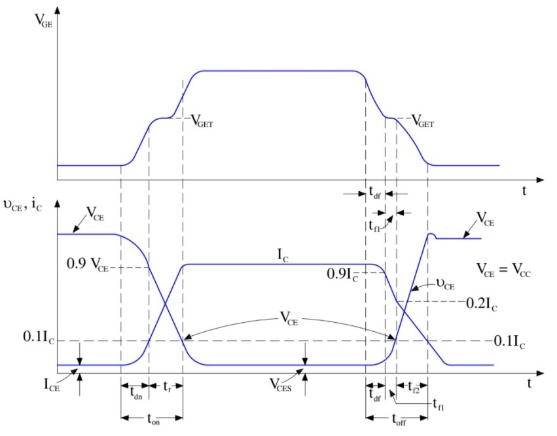 V_GE
V_GET
V_GET
t_df
t_f1
t
υ_CE, i_C
V_CE
I_C
V_CE
0.9 V_CE
0.9I_C
υ_CE
V_CE = V_CC
V_CE
0.2I_C
0.1I_C
0.1I_C
I_CE
t_dn
t_r
V_CES
t_df
t_f2
t_f1
t_on
t_off
t